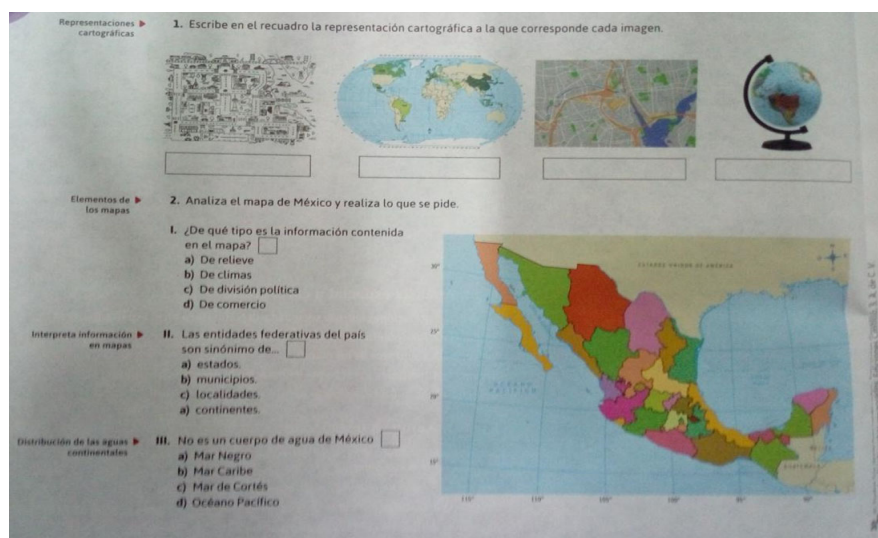 Representaciones
cartográficas
1. Escribe en el recuadro la representación cartográfica a la que corresponde cada imagen.
Elementos de
los mapas
2. Analiza el mapa de México y realiza lo que se pide.
I. ¿De qué tipo es la información contenida
en el mapa?
a) De relieve
b) De climas
c) De división política
d) De comercio
Interpreta información
en mapas
II. Las entidades federativas del país
son sinónimo de...
a) estados.
b) municipios.
c) localidades.
a) continentes.
Distribución de las aguas
continentales
III. No es un cuerpo de agua de México
a) Mar Negro
b) Mar Caribe
c) Mar de Cortés
d) Océano Pacífico
ESTADOS UNIDOS DE AMÉRICA
OCÉANO
PACÍFICO